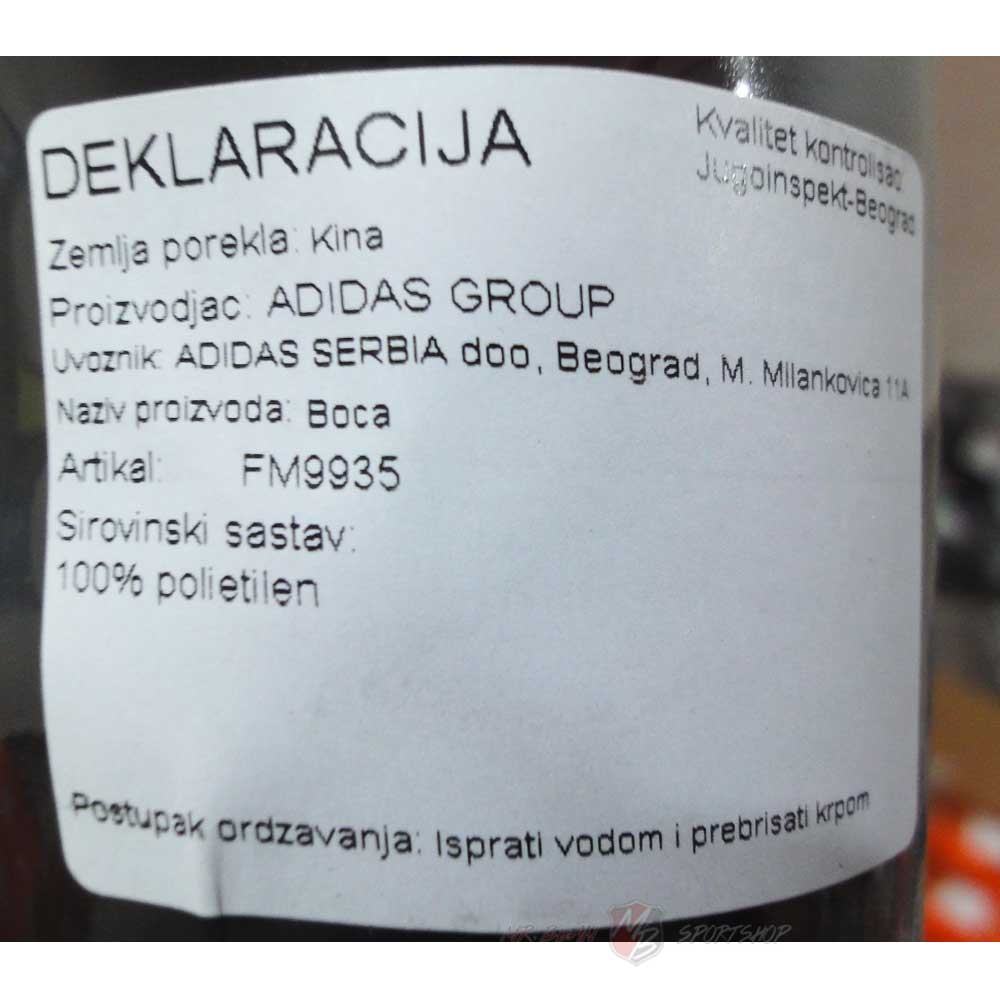 DEKLARACIJA
Kvalitet kontrolisao:
Jugoinspekt-Beograd
Zemlja porekla: Kina
Proizvodjac: ADIDAS GROUP
Uvoznik: ADIDAS SERBIA doo, Beograd, M. Milankovica 11A
Naziv proizvoda: Boca
Artikal: FM9935
Sirovinski sastav:
100% polietilen
Postupak ordzavanja: Isprati vodom i prebrisati krpom
MB SPORTSHOP